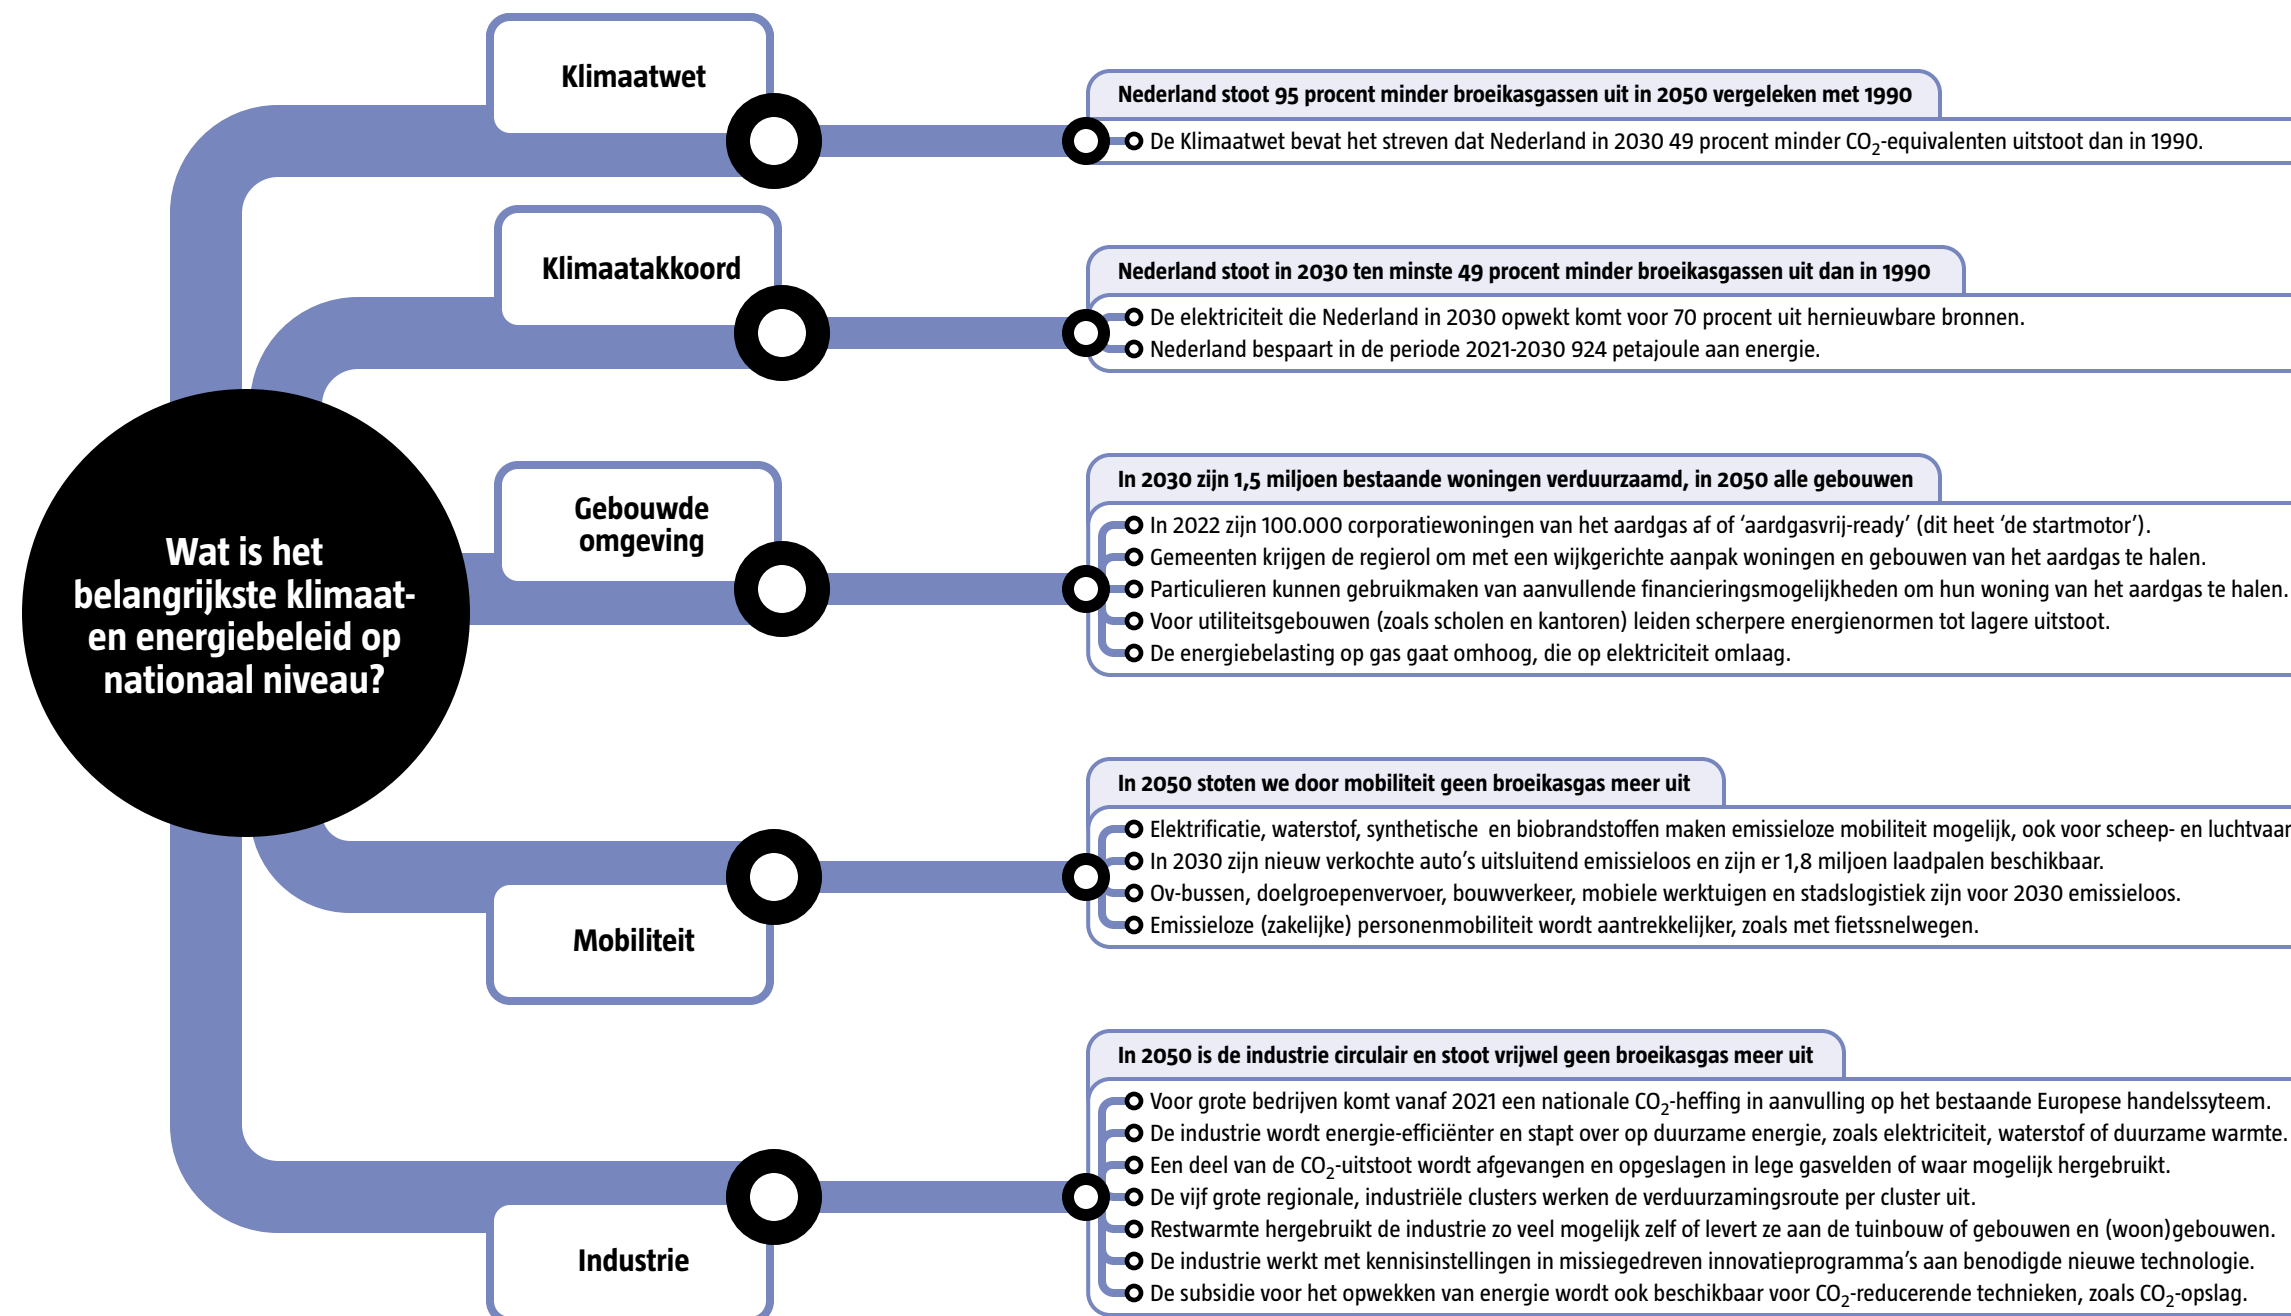 Wat is het
belangrijkste klimaat-
en energiebeleid op
nationaal niveau?
Klimaatwet
Nederland stoot 95 procent minder broeikasgassen uit in 2050 vergeleken met 1990
De Klimaatwet bevat het streven dat Nederland in 2030 49 procent minder CO₂-equivalenten uitstoot dan in 1990.
Klimaatakkoord
Nederland stoot in 2030 ten minste 49 procent minder broeikasgassen uit dan in 1990
De elektriciteit die Nederland in 2030 opwekt komt voor 70 procent uit hernieuwbare bronnen.
Nederland bespaart in de periode 2021-2030 924 petajoule aan energie.
Gebouwde
omgeving
In 2030 zijn 1,5 miljoen bestaande woningen verduurzaamd, in 2050 alle gebouwen
In 2022 zijn 100.000 corporatiewoningen van het aardgas af of ‘aardgasvrij-ready’ (dit heet ‘de startmotor’).
Gemeenten krijgen de regierol om met een wijkgerichte aanpak woningen en gebouwen van het aardgas te halen.
Particulieren kunnen gebruikmaken van aanvullende financieringsmogelijkheden om hun woning van het aardgas te halen.
Voor utiliteitsgebouwen (zoals scholen en kantoren) leiden scherpere energienormen tot lagere uitstoot.
De energiebelasting op gas gaat omhoog, die op elektriciteit omlaag.
Mobiliteit
In 2050 stoten we door mobiliteit geen broeikasgas meer uit
Elektrificatie, waterstof, synthetische en biobrandstoffen maken emissieloze mobiliteit mogelijk, ook voor scheep- en luchtvaar
In 2030 zijn nieuw verkochte auto’s uitsluitend emissieloos en zijn er 1,8 miljoen laadpalen beschikbaar.
Ov-bussen, doelgroepenvervoer, bouwverkeer, mobiele werktuigen en stadslogistiek zijn voor 2030 emissieloos.
Emissieloze (zakelijke) personenmobiliteit wordt aantrekkelijker, zoals met fietssnelwegen.
Industrie
In 2050 is de industrie circulair en stoot vrijwel geen broeikasgas meer uit
Voor grote bedrijven komt vanaf 2021 een nationale CO₂-heffing in aanvulling op het bestaande Europese handelssyteem.
De industrie wordt energie-efficiënter en stapt over op duurzame energie, zoals elektriciteit, waterstof of duurzame warmte.
Een deel van de CO₂-uitstoot wordt afgevangen en opgeslagen in lege gasvelden of waar mogelijk hergebruikt.
De vijf grote regionale, industriële clusters werken de verduurzamingsroute per cluster uit.
Restwarmte hergebruikt de industrie zo veel mogelijk zelf of levert ze aan de tuinbouw of gebouwen en (woon)gebouwen.
De industrie werkt met kennisinstellingen in missiegedreven innovatieprogramma’s aan benodigde nieuwe technologie.
De subsidie voor het opwekken van energie wordt ook beschikbaar voor CO₂-reducerende technieken, zoals CO₂-opslag.